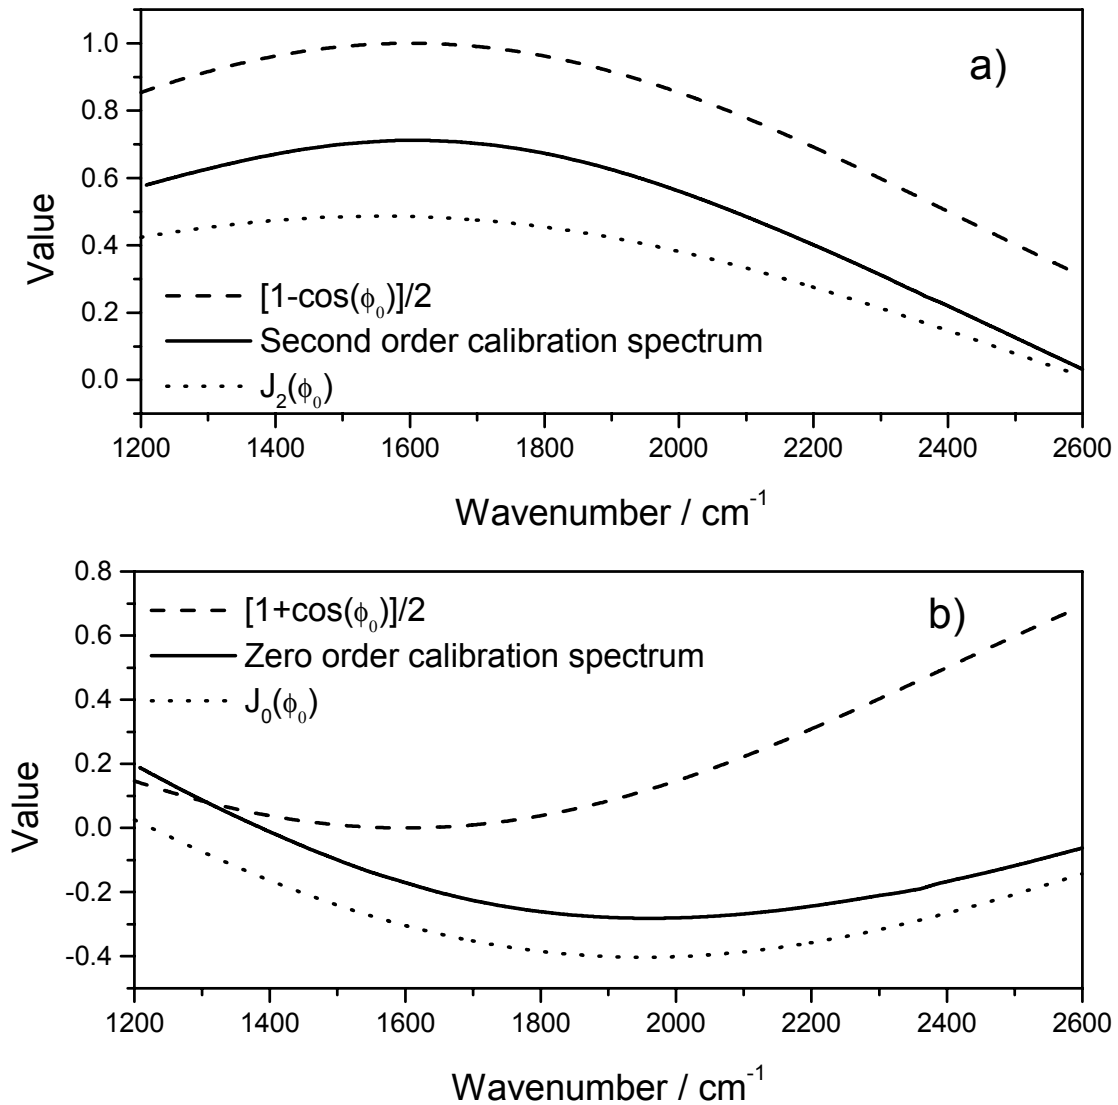 a)
1.0
0.8
0.6
0.4
0.2
0.0
Value
[1-cos(ϕ0)]/2
Second order calibration spectrum
J2(ϕ0)
1200 1400 1600 1800 2000 2200 2400 2600
Wavenumber / cm-1
b)
0.8
0.6
0.4
0.2
0.0
-0.2
-0.4
Value
[1+cos(ϕ0)]/2
Zero order calibration spectrum
J0(ϕ0)
1200 1400 1600 1800 2000 2200 2400 2600
Wavenumber / cm-1